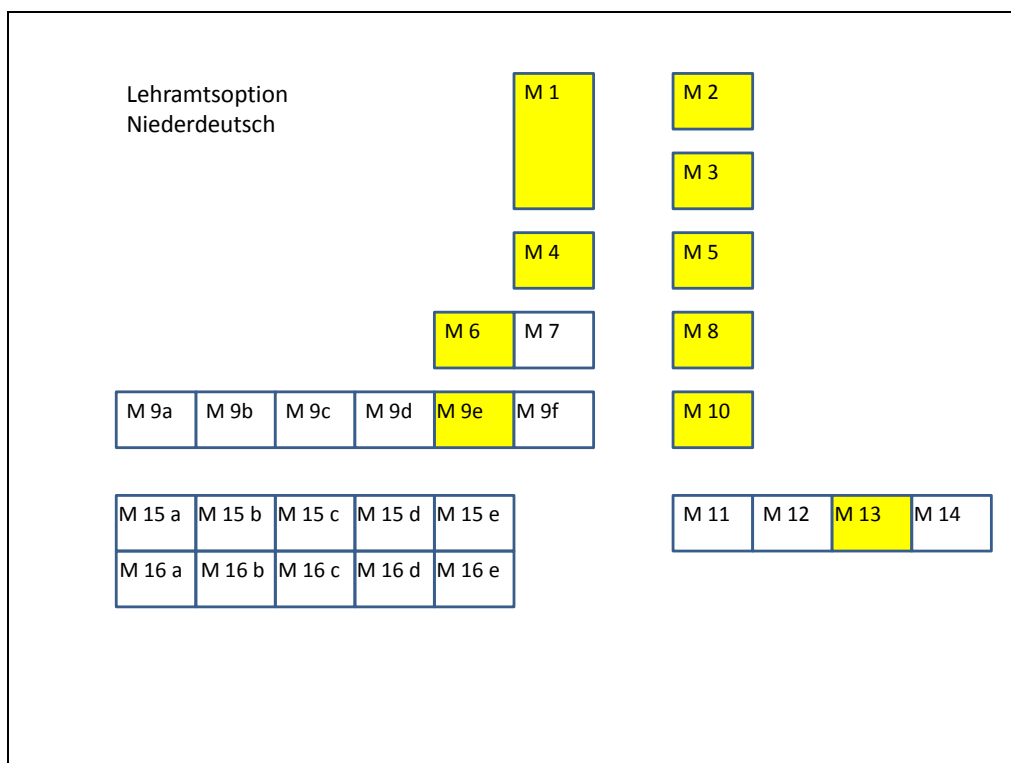 Lehramtsoption
Niederdeutsch
M 1
M 2
M 3
M 4
M 5
M 6
M 7
M 8
M 9a
M 9b
M 9c
M 9d
M 9e
M 9f
M 10
M 15 a
M 15 b
M 15 c
M 15 d
M 15 e
M 11
M 12
M 13
M 14
M 16 a
M 16 b
M 16 c
M 16 d
M 16 e